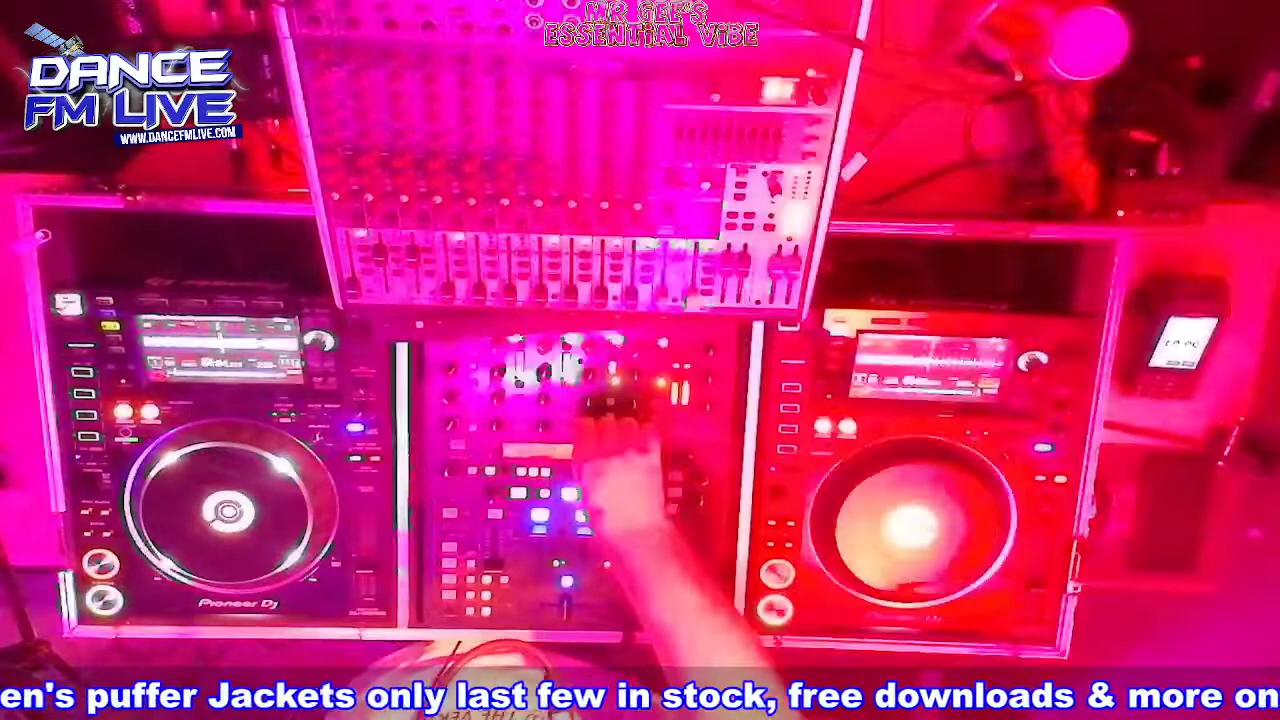 MR GEE'S
ESSENTIAL VIBE
DANCE
FM LIVE
WWW.DANCEFMLIVE.COM
Pioneer Dj
en's puffer Jackets only last few in stock, free downloads & more on